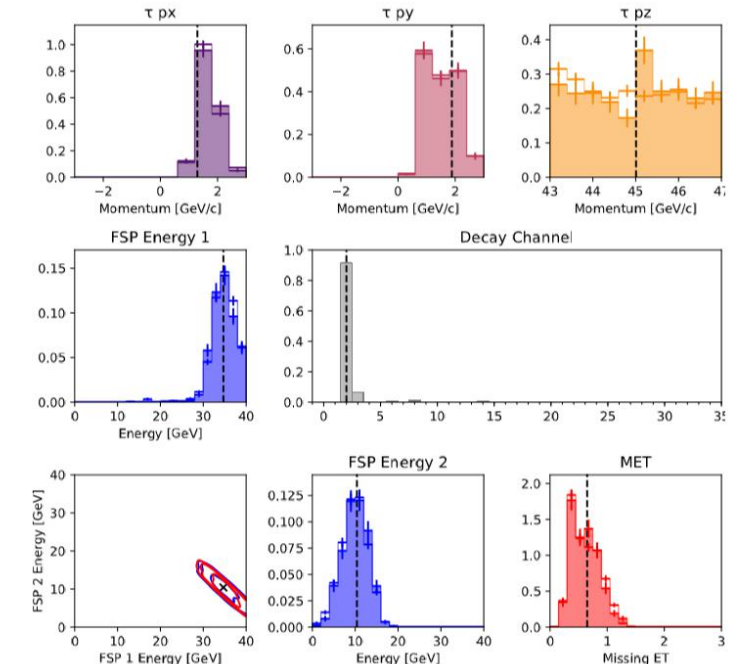 τ px
τ py
τ pz
1.0
0.8
0.6
0.4
0.2
0.0
0.6
0.4
0.2
0.0
0.4
0.3
0.2
0.1
0.0
−2 0 2
−2 0 2
43 44 45 46 47
Momentum [GeV/c]
Momentum [GeV/c]
Momentum [GeV/c]
FSP Energy 1
Decay Channel
0.15
0.10
0.05
0.00
1.0
0.8
0.6
0.4
0.2
0.0
0 10 20 30 40
0 5 10 15 20 25 30 35
Energy [GeV]
FSP Energy 2
MET
40
30
20
10
0
FSP 2 Energy [GeV]
0.125
0.100
0.075
0.050
0.025
0.000
2.0
1.5
1.0
0.5
0.0
0 10 20 30 40
0 10 20 30 40
0 1 2 3
FSP 1 Energy [GeV]
Energy [GeV]
Missing ET